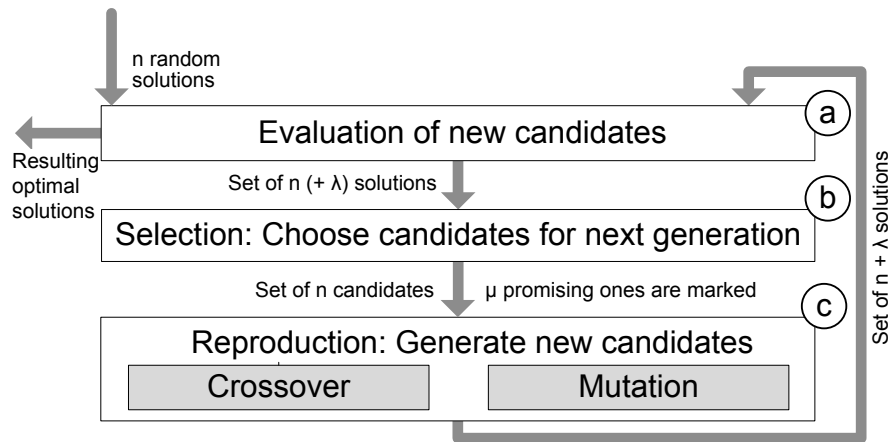 n random
solutions
a
Evaluation of new candidates
Resulting
optimal
solutions
Set of n (+ λ) solutions
b
Selection: Choose candidates for next generation
Set of n candidates
μ promising ones are marked
c
Reproduction: Generate new candidates
Crossover
Mutation
Set of n + λ solutions